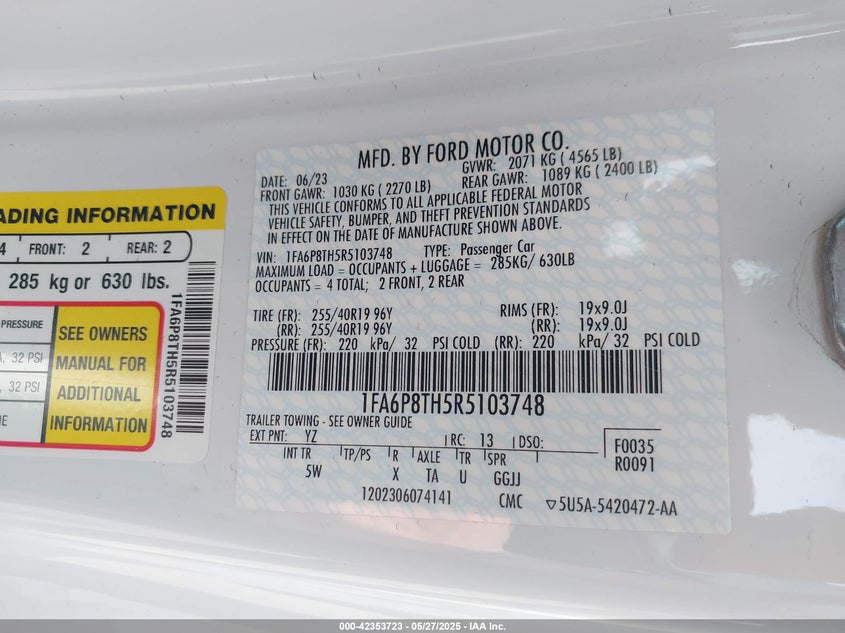 ADING INFORMATION
4 FRONT: 2 REAR: 2
285 kg or 630 lbs.
PRESSURE
32 PSI
32 PSI
SEE OWNERS
MANUAL FOR
ADDITIONAL
INFORMATION
1FA6P8TH5R5103748
MFD. BY FORD MOTOR CO.
DATE: 06/23 GVWR: 2071 KG ( 4565 LB)
FRONT GAWR: 1030 KG ( 2270 LB) REAR GAWR: 1089 KG ( 2400 LB)
THIS VEHICLE CONFORMS TO ALL APPLICABLE FEDERAL MOTOR
VEHICLE SAFETY, BUMPER, AND THEFT PREVENTION STANDARDS
IN EFFECT ON THE DATE OF MANUFACTURE SHOWN ABOVE.
VIN: 1FA6P8TH5R5103748 TYPE: Passenger Car
MAXIMUM LOAD = OCCUPANTS + LUGGAGE = 285KG/ 630LB
OCCUPANTS = 4 TOTAL; 2 FRONT, 2 REAR
TIRE (FR): 255/40R19 96Y RIMS (FR): 19x9.0J
(RR): 255/40R19 96Y (RR): 19x9.0J
PRESSURE (FR): 220 kPa/ 32 PSI COLD (RR): 220 kPa/ 32 PSI COLD
1FA6P8TH5R5103748
TRAILER TOWING - SEE OWNER GUIDE
EXT PNT: YZ RC: 13 DSO: F0035
R0091
INT TR TP/PS R AXLE TR SPR
5W X TA U GGJJ
1202306074141 CMC ▽5U5A-5420472-AA
000-42353723 - 05/27/2025 - IAA Inc.